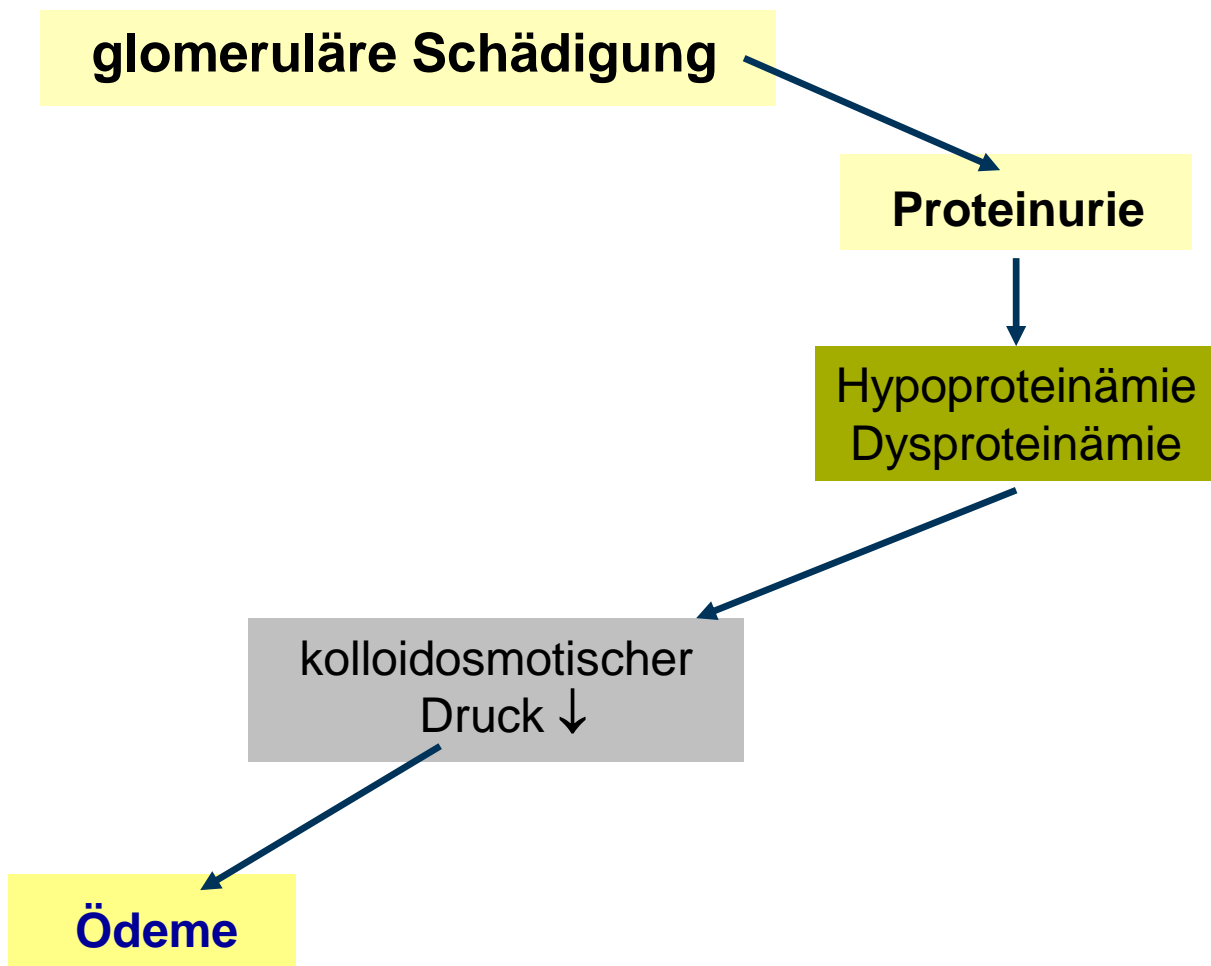 glomeruläre Schädigung
Proteinurie
Hypoproteinämie
Dysproteinämie
kolloidosmotischer
Druck ↓
Ödeme